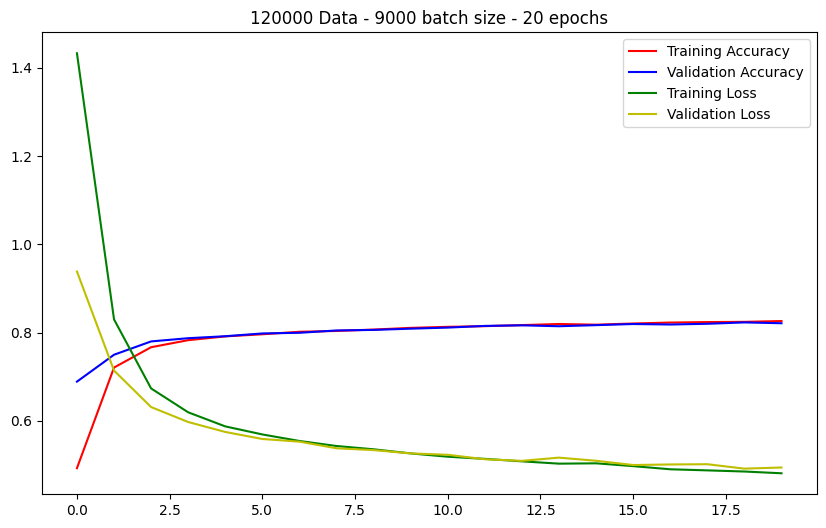 120000 Data - 9000 batch size - 20 epochs
Training Accuracy
Validation Accuracy
Training Loss
Validation Loss
1.4
1.2
1.0
0.8
0.6
0.0 2.5 5.0 7.5 10.0 12.5 15.0 17.5